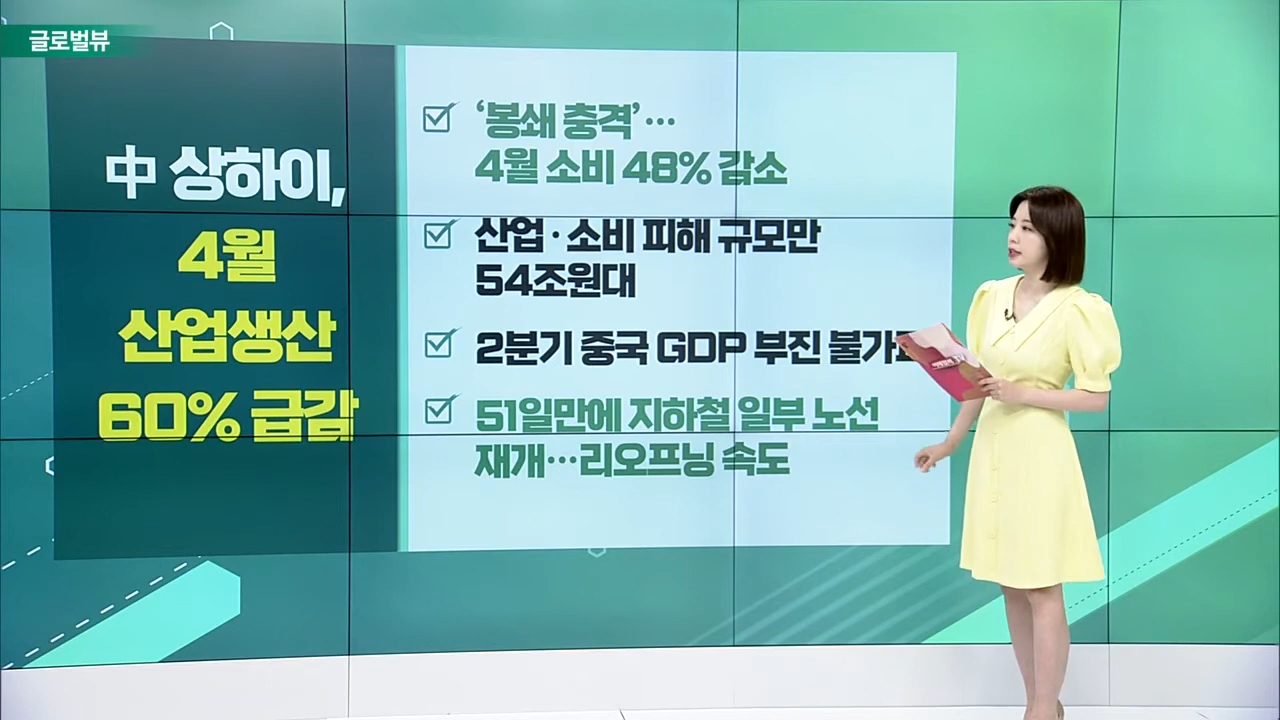 글로벌뷰
中 상하이,
4월
산업생산
60% 급감
‘봉쇄 충격’…
4월 소비 48% 감소
산업·소비 피해 규모만
54조원대
2분기 중국 GDP 부진
51일만에 지하철 일부 노선
재개…리오프닝 속도